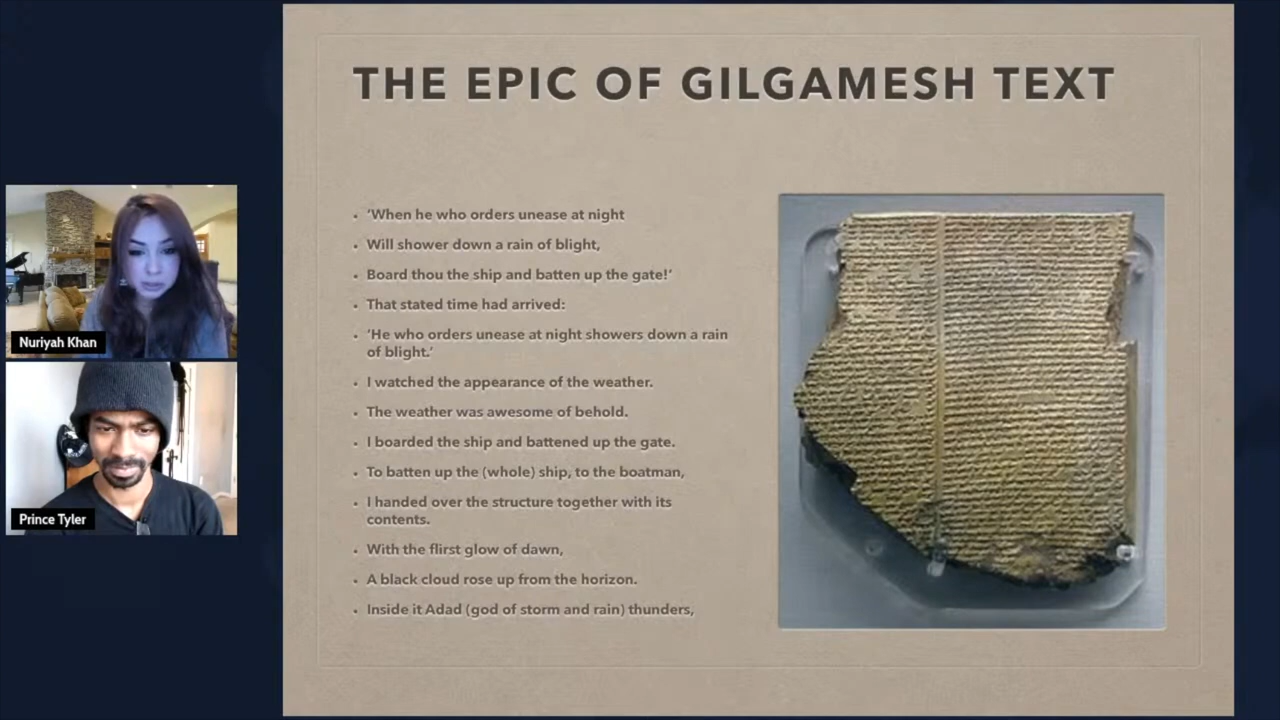 THE EPIC OF GILGAMESH TEXT
• ‘When he who orders unease at night
• Will shower down a rain of blight,
• Board thou the ship and batten up the gate!’
• That stated time had arrived:
• ‘He who orders unease at night showers down a rain
of blight.’
• I watched the appearance of the weather.
• The weather was awesome of behold.
• I boarded the ship and battened up the gate.
• To batten up the (whole) ship, to the boatman,
• I handed over the structure together with its
contents.
• With the flirst glow of dawn,
• A black cloud rose up from the horizon.
• Inside it Adad (god of storm and rain) thunders,
Nuriyah Khan
Prince Tyler